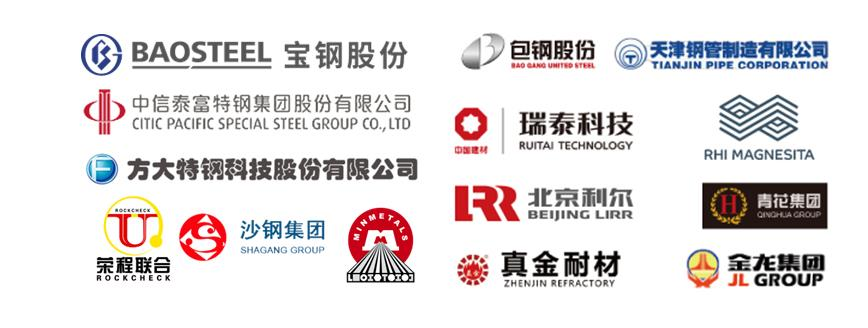 BAOSTEEL 宝钢股份
包钢股份
BAO GANG UNITED STEEL
天津钢管制造有限公司
TIANJIN PIPE CORPORATION
中信泰富特钢集团股份有限公司
CITIC PACIFIC SPECIAL STEEL GROUP CO., LTD
中国建材
瑞泰科技
RUITAI TECHNOLOGY
RHI MAGNESITA
方大特钢科技股份有限公司
LRR
北京利尔
BEIJING LIRR
青花集团
QINGHUA GROUP
ROCKCHECK
荣程联合
ROCKCHECK
沙钢集团
SHAGANG GROUP
MINMETALS
真金耐材
ZHENJIN REFRACTORY
金龙集团
JL GROUP